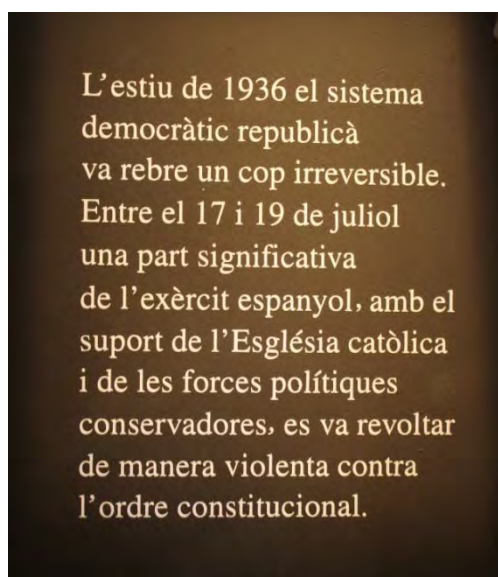 L’estiu de 1936 el sistema
democràtic republicà
va rebre un cop irreversible.
Entre el 17 i 19 de juliol
una part significativa
de l’exèrcit espanyol, amb el
suport de l’Església catòlica
i de les forces polítiques
conservadores, es va revoltar
de manera violenta contra
l’ordre constitucional.